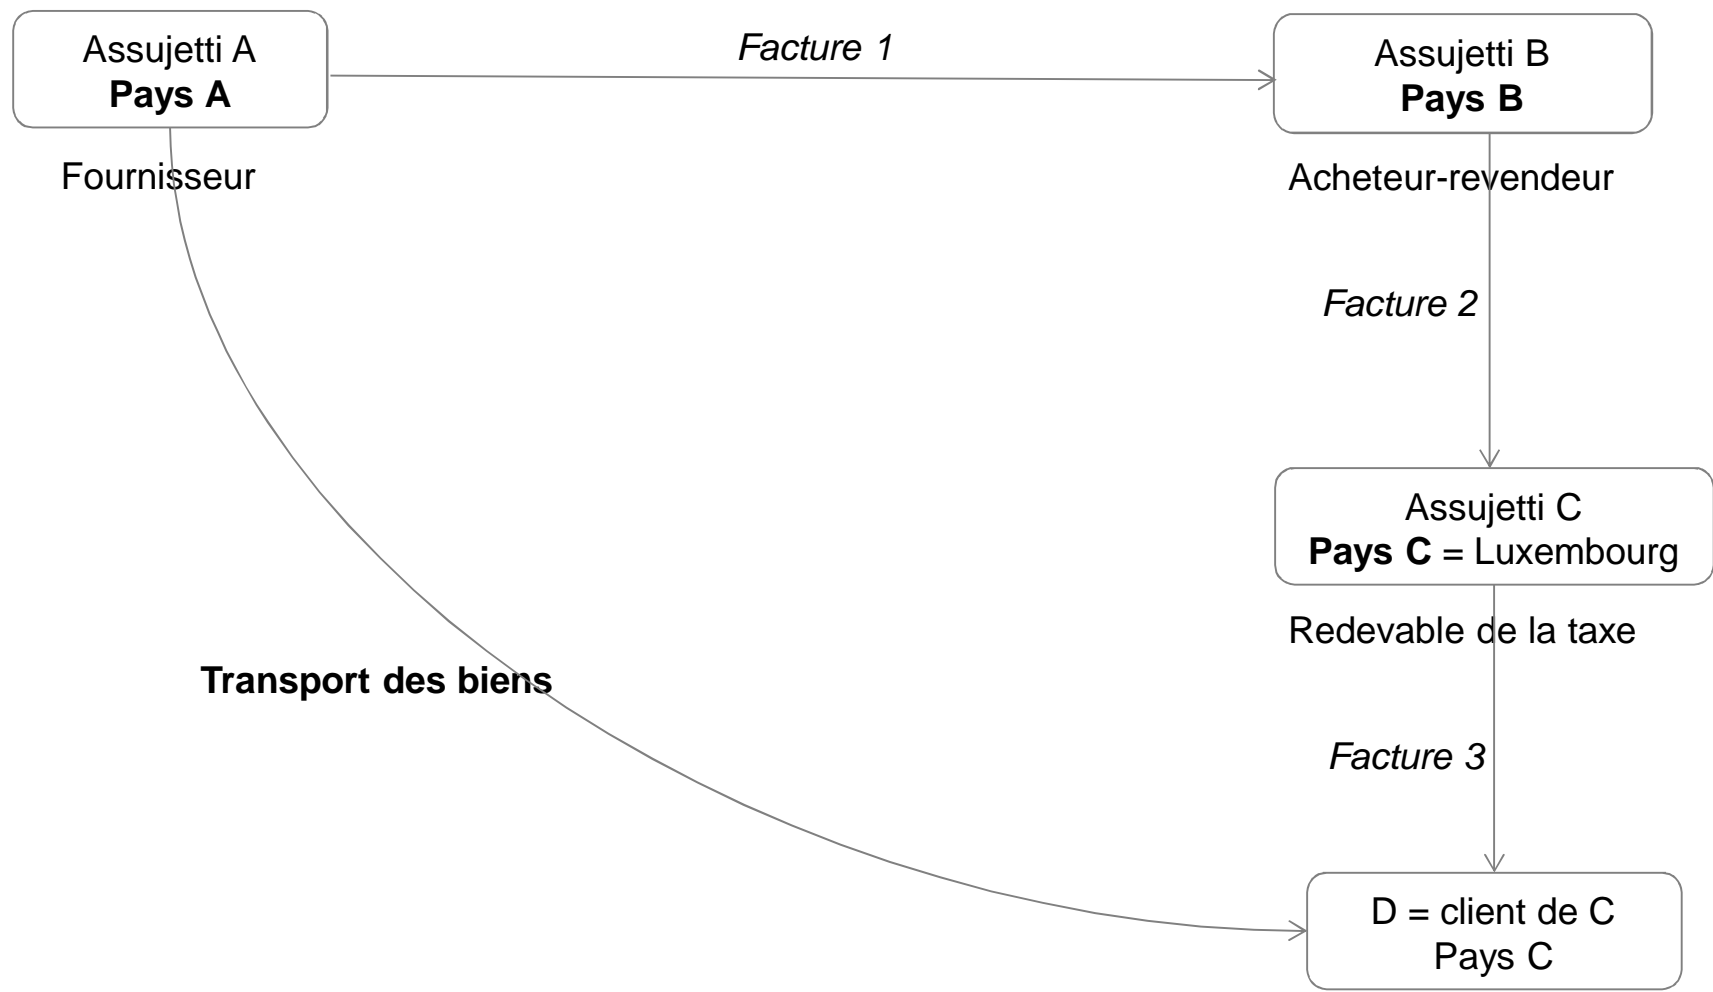 Assujetti A
Pays A
Fournisseur
Facture 1
Assujetti B
Pays B
Acheteur-revendeur
Facture 2
Assujetti C
Pays C = Luxembourg
Redevable de la taxe
Transport des biens
Facture 3
D = client de C
Pays C